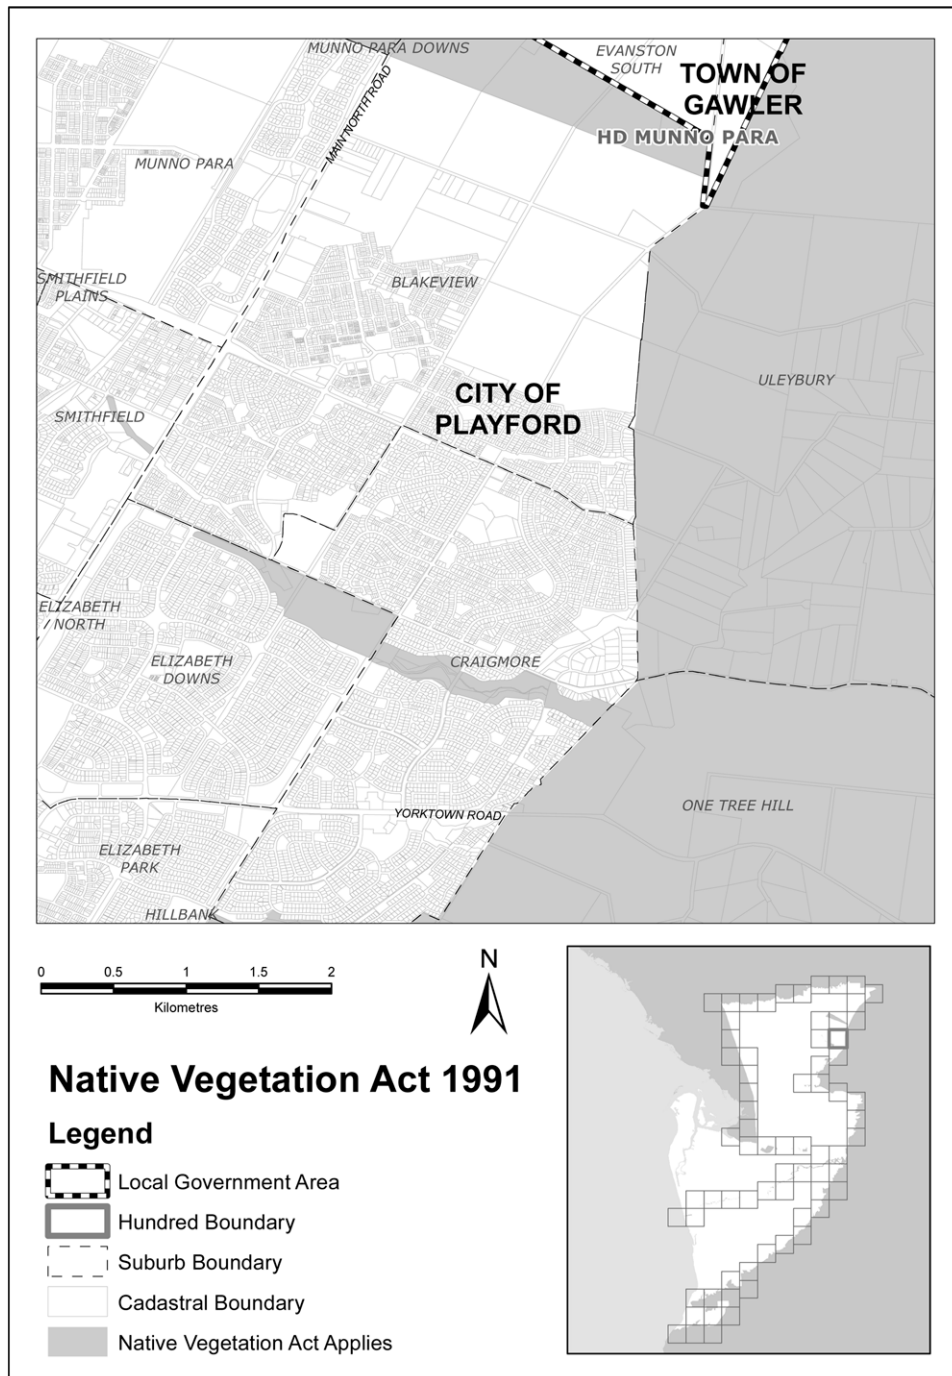 MUNNO PARA DOWNS
EVANSTON
SOUTH
TOWN OF
GAWLER
HD MUNNO PARA
MAIN NORTH ROAD
MUNNO PARA
SMITHFIELD
PLAINS
BLAKEVIEW
ULEYBURY
CITY OF
PLAYFORD
SMITHFIELD
ELIZABETH
NORTH
ELIZABETH
DOWNS
CRAIGMORE
YORKTOWN ROAD
ONE TREE HILL
ELIZABETH
PARK
HILLBANK
0 0.5 1 1.5 2
Kilometres
N
Native Vegetation Act 1991
Legend
Local Government Area
Hundred Boundary
Suburb Boundary
Cadastral Boundary
Native Vegetation Act Applies